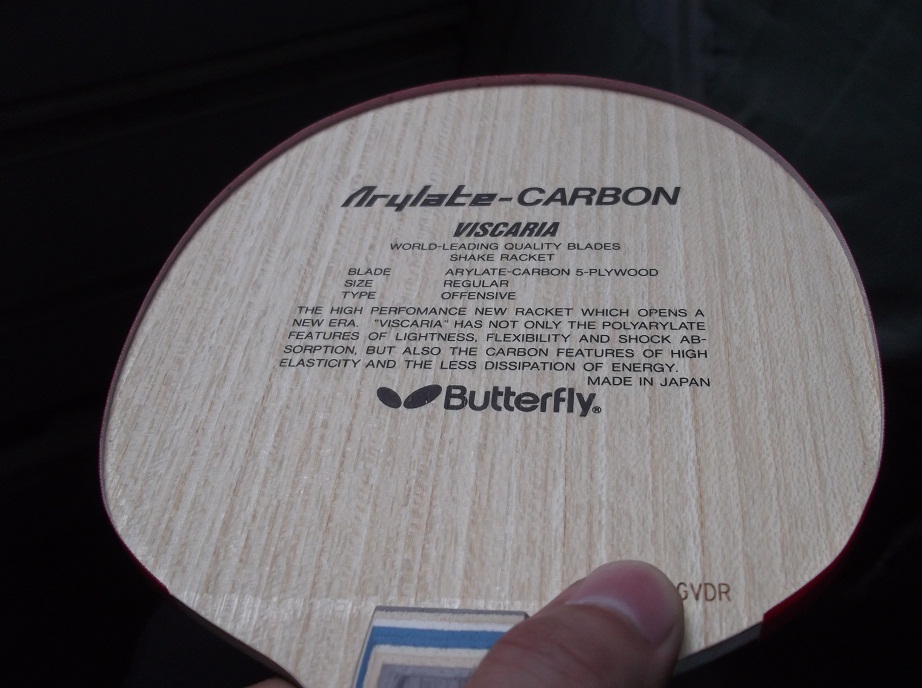 Arylate-CARBON
VISCARIA
WORLD-LEADING QUALITY BLADES
SHAKE RACKET
BLADE ARYLATE-CARBON 5-PLYWOOD
SIZE REGULAR
TYPE OFFENSIVE
THE HIGH PERFOMANCE NEW RACKET WHICH OPENS A
NEW ERA. "VISCARIA" HAS NOT ONLY THE POLYARYLATE
FEATURES OF LIGHTNESS, FLEXIBILITY AND SHOCK AB-
SORPTION, BUT ALSO THE CARBON FEATURES OF HIGH
ELASTICITY AND THE LESS DISSIPATION OF ENERGY.
MADE IN JAPAN
Butterfly®
GVDR